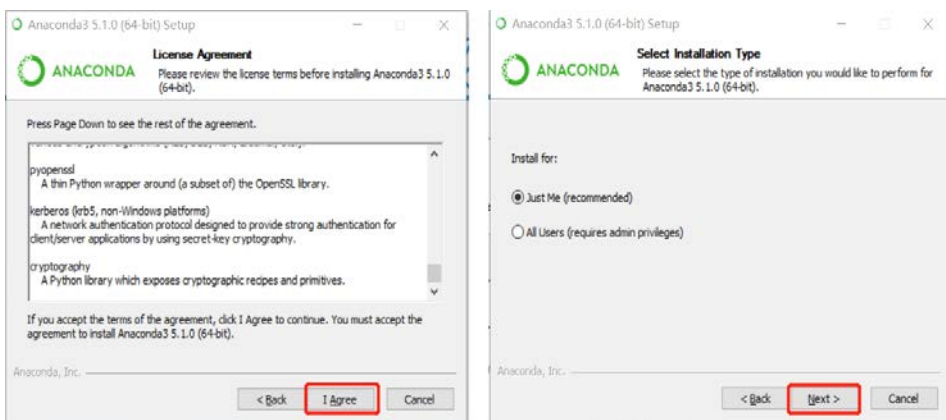 Anaconda3 5.1.0 (64-bit) Setup
ANACONDA
License Agreement
Please review the license terms before installing Anaconda3 5.1.0
(64-bit).
Press Page Down to see the rest of the agreement.
pyopenssl
A thin Python wrapper around (a subset of) the OpenSSL library.
kerberos (krb5, non-Windows platforms)
A network authentication protocol designed to provide strong authentication for
client/server applications by using secret-key cryptography.
cryptography
A Python library which exposes cryptographic recipes and primitives.
If you accept the terms of the agreement, click I Agree to continue. You must accept the
agreement to install Anaconda3 5.1.0 (64-bit).
Anaconda, Inc.
< Back I Agree Cancel
Anaconda3 5.1.0 (64-bit) Setup
ANACONDA
Select Installation Type
Please select the type of installation you would like to perform for
Anaconda3 5.1.0 (64-bit).
Install for:
Just Me (recommended)
All Users (requires admin privileges)
Anaconda, Inc.
< Back Next > Cancel